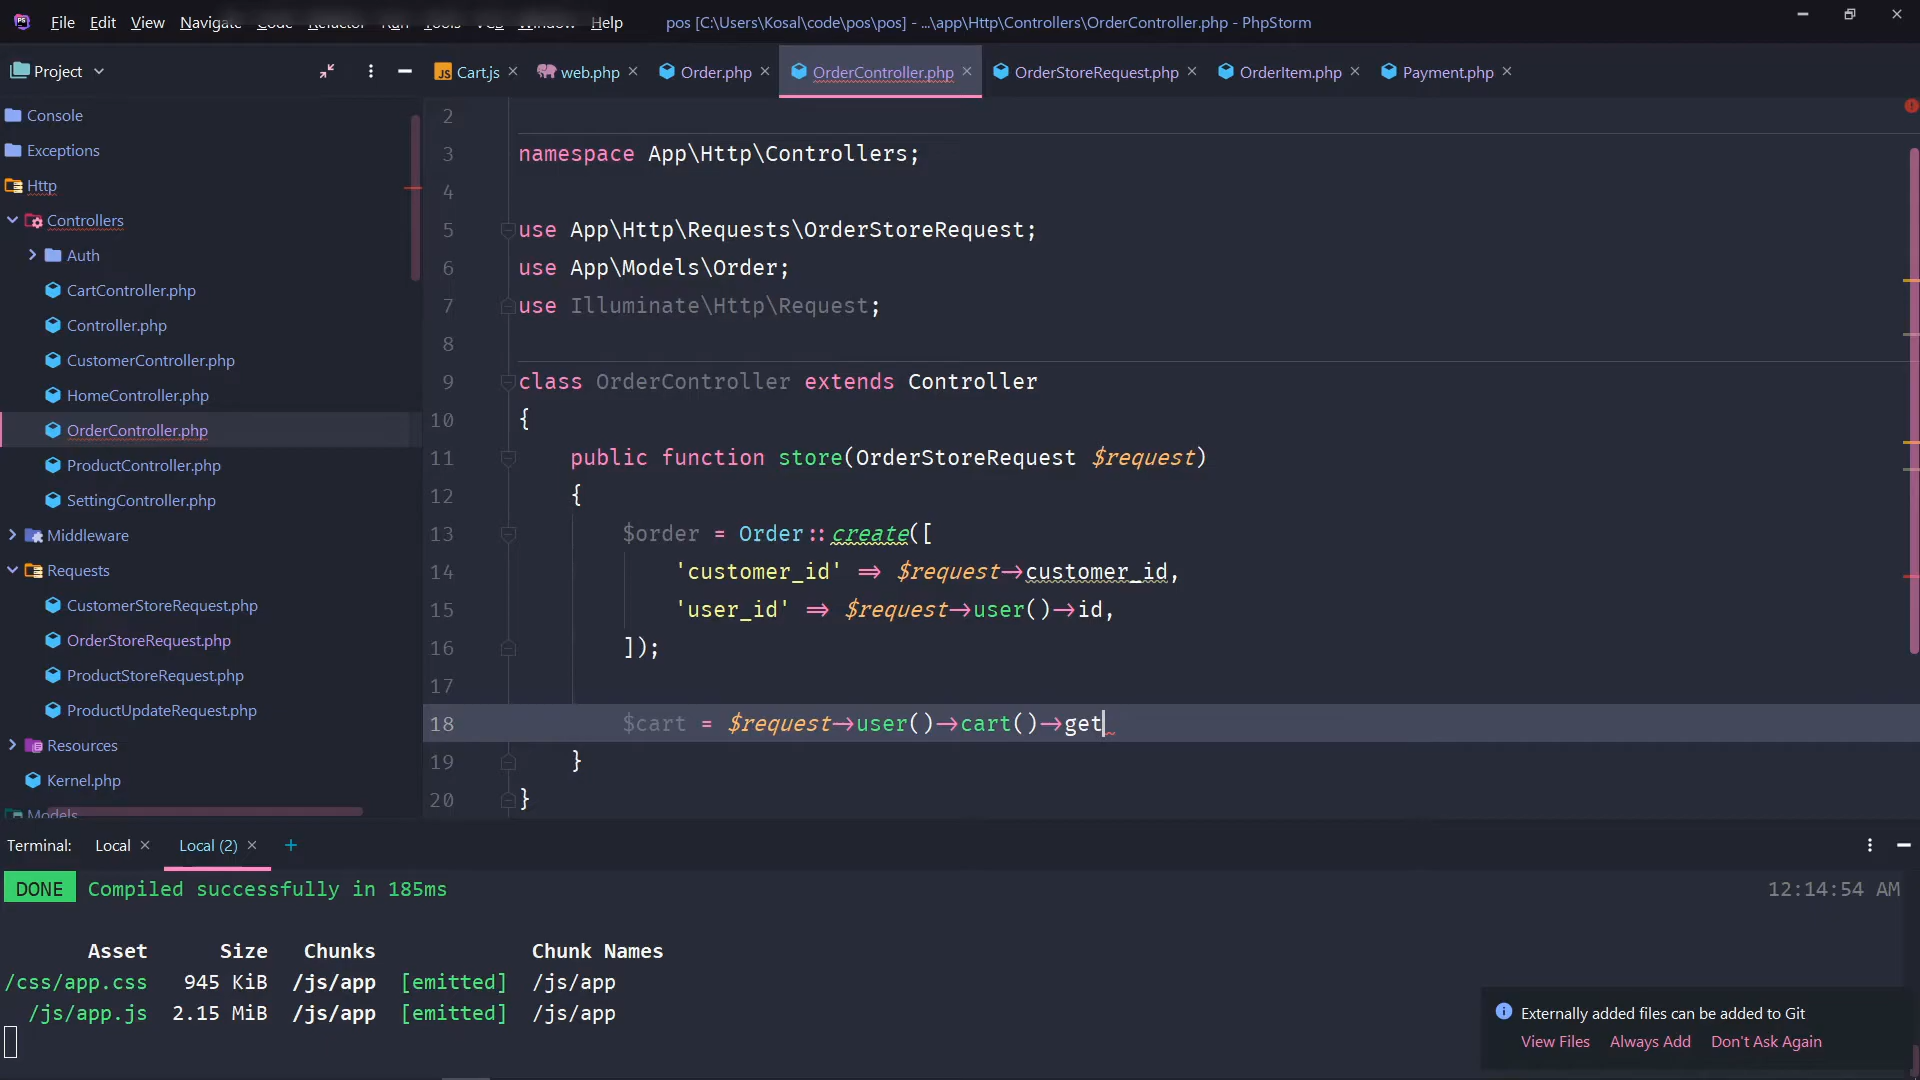 File Edit View Navigate Code Refactor Run Tools VCS Window Help pos [C:\Users\Kosal\code\pos\pos] - ...\app\Http\Controllers\OrderController.php - PhpStorm
Project
Cart.js web.php Order.php OrderController.php OrderStoreRequest.php OrderItem.php Payment.php
Console
Exceptions
Http
Controllers
Auth
CartController.php
Controller.php
CustomerController.php
HomeController.php
OrderController.php
ProductController.php
SettingController.php
Middleware
Requests
CustomerStoreRequest.php
OrderStoreRequest.php
ProductStoreRequest.php
ProductUpdateRequest.php
Resources
Kernel.php
Models
2
3 namespace App\Http\Controllers;
4
5 use App\Http\Requests\OrderStoreRequest;
6 use App\Models\Order;
7 use Illuminate\Http\Request;
8
9 class OrderController extends Controller
10 {
11 public function store(OrderStoreRequest $request)
12 {
13 $order = Order::create([
14 'customer_id' => $request->customer_id,
15 'user_id' => $request->user()->id,
16 ]);
17
18 $cart = $request->user()->cart()->get
19 }
20 }
Terminal: Local Local (2) +
DONE Compiled successfully in 185ms 12:14:54 AM
Asset Size Chunks Chunk Names
/css/app.css 945 KiB /js/app [emitted] /js/app
/js/app.js 2.15 MiB /js/app [emitted] /js/app
Externally added files can be added to Git
View Files Always Add Don't Ask Again